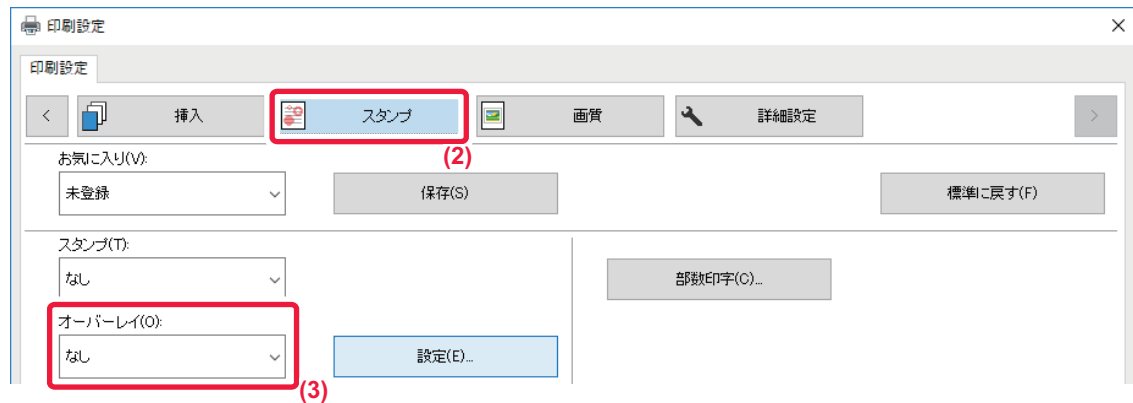 印刷設定
印刷設定
挿入
スタンプ
画質
詳細設定
(2)
お気に入り(V):
未登録
保存(S)
標準に戻す(F)
スタンプ(T):
なし
部数印字(C)...
オーバーレイ(O):
なし
設定(E)...
(3)